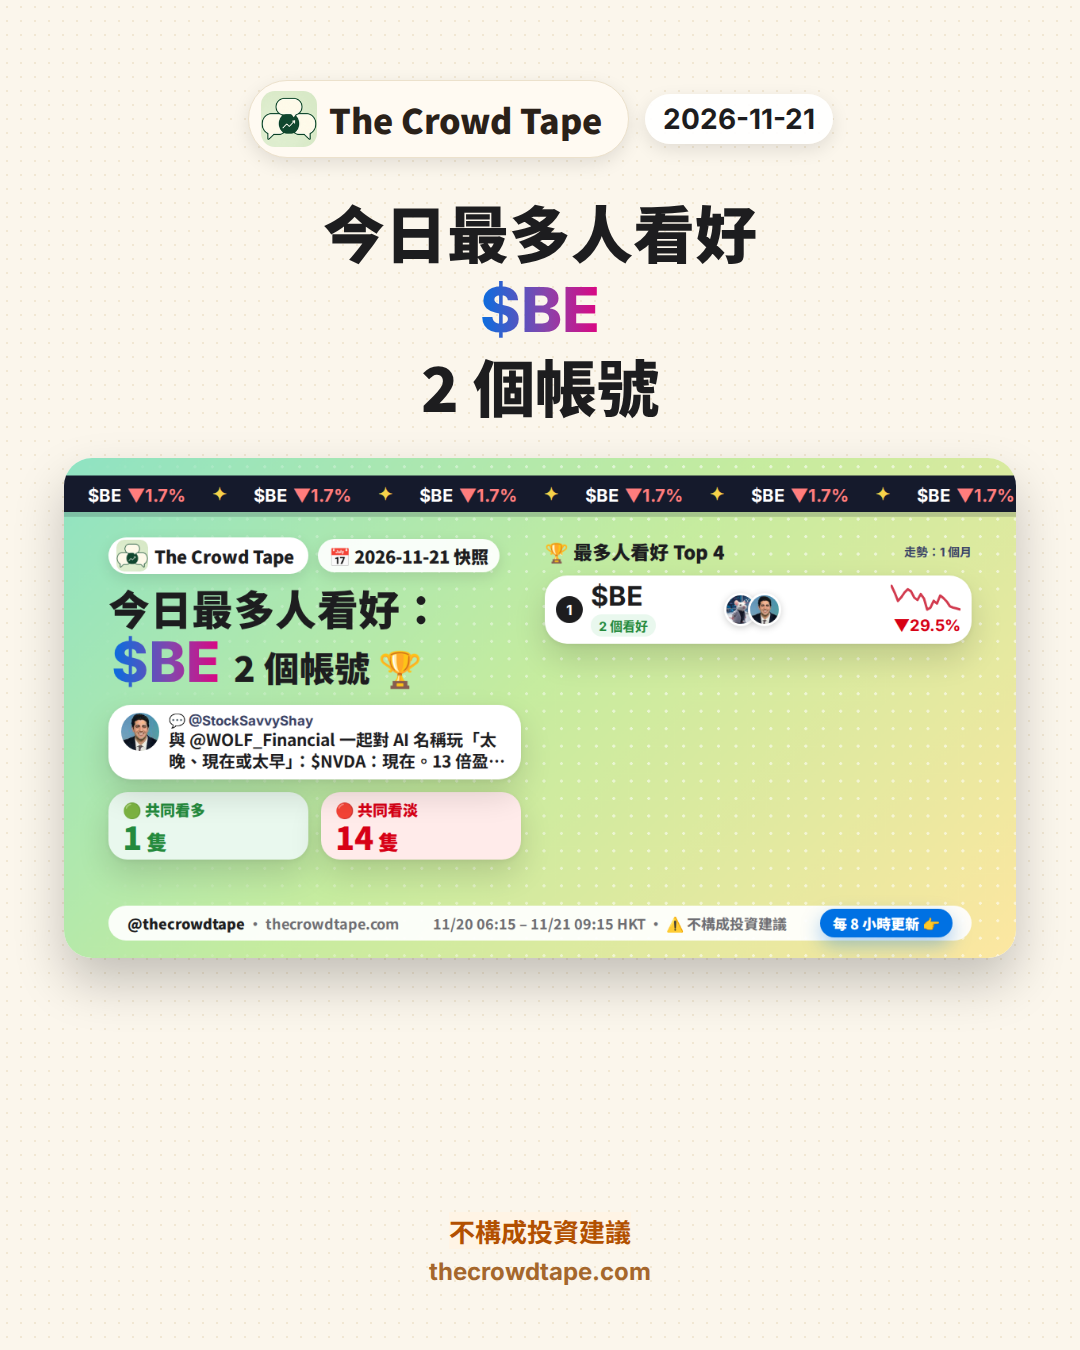 The Crowd Tape
2026-11-21
今日最多人看好
$BE
2 個帳號
$BE ▼1.7% ✦ $BE ▼1.7% ✦ $BE ▼1.7% ✦ $BE ▼1.7% ✦ $BE ▼1.7% ✦ $BE ▼1.7%
The Crowd Tape
📅 2026-11-21 快照
今日最多人看好：
$BE 2 個帳號 🏆
💬 @StockSavvyShay
與 @WOLF_Financial 一起對 AI 名稱玩「太
晚、現在或太早」：$NVDA：現在。13 倍盈…
🟢 共同看多
1 隻
🔴 共同看淡
14 隻
🏆 最多人看好 Top 4
走勢：1個月
1
$BE
2 個看好
▼29.5%
@thecrowdtape • thecrowdtape.com
11/20 06:15 – 11/21 09:15 HKT • ⚠️ 不構成投資建議
每 8 小時更新 👉
不構成投資建議
thecrowdtape.com